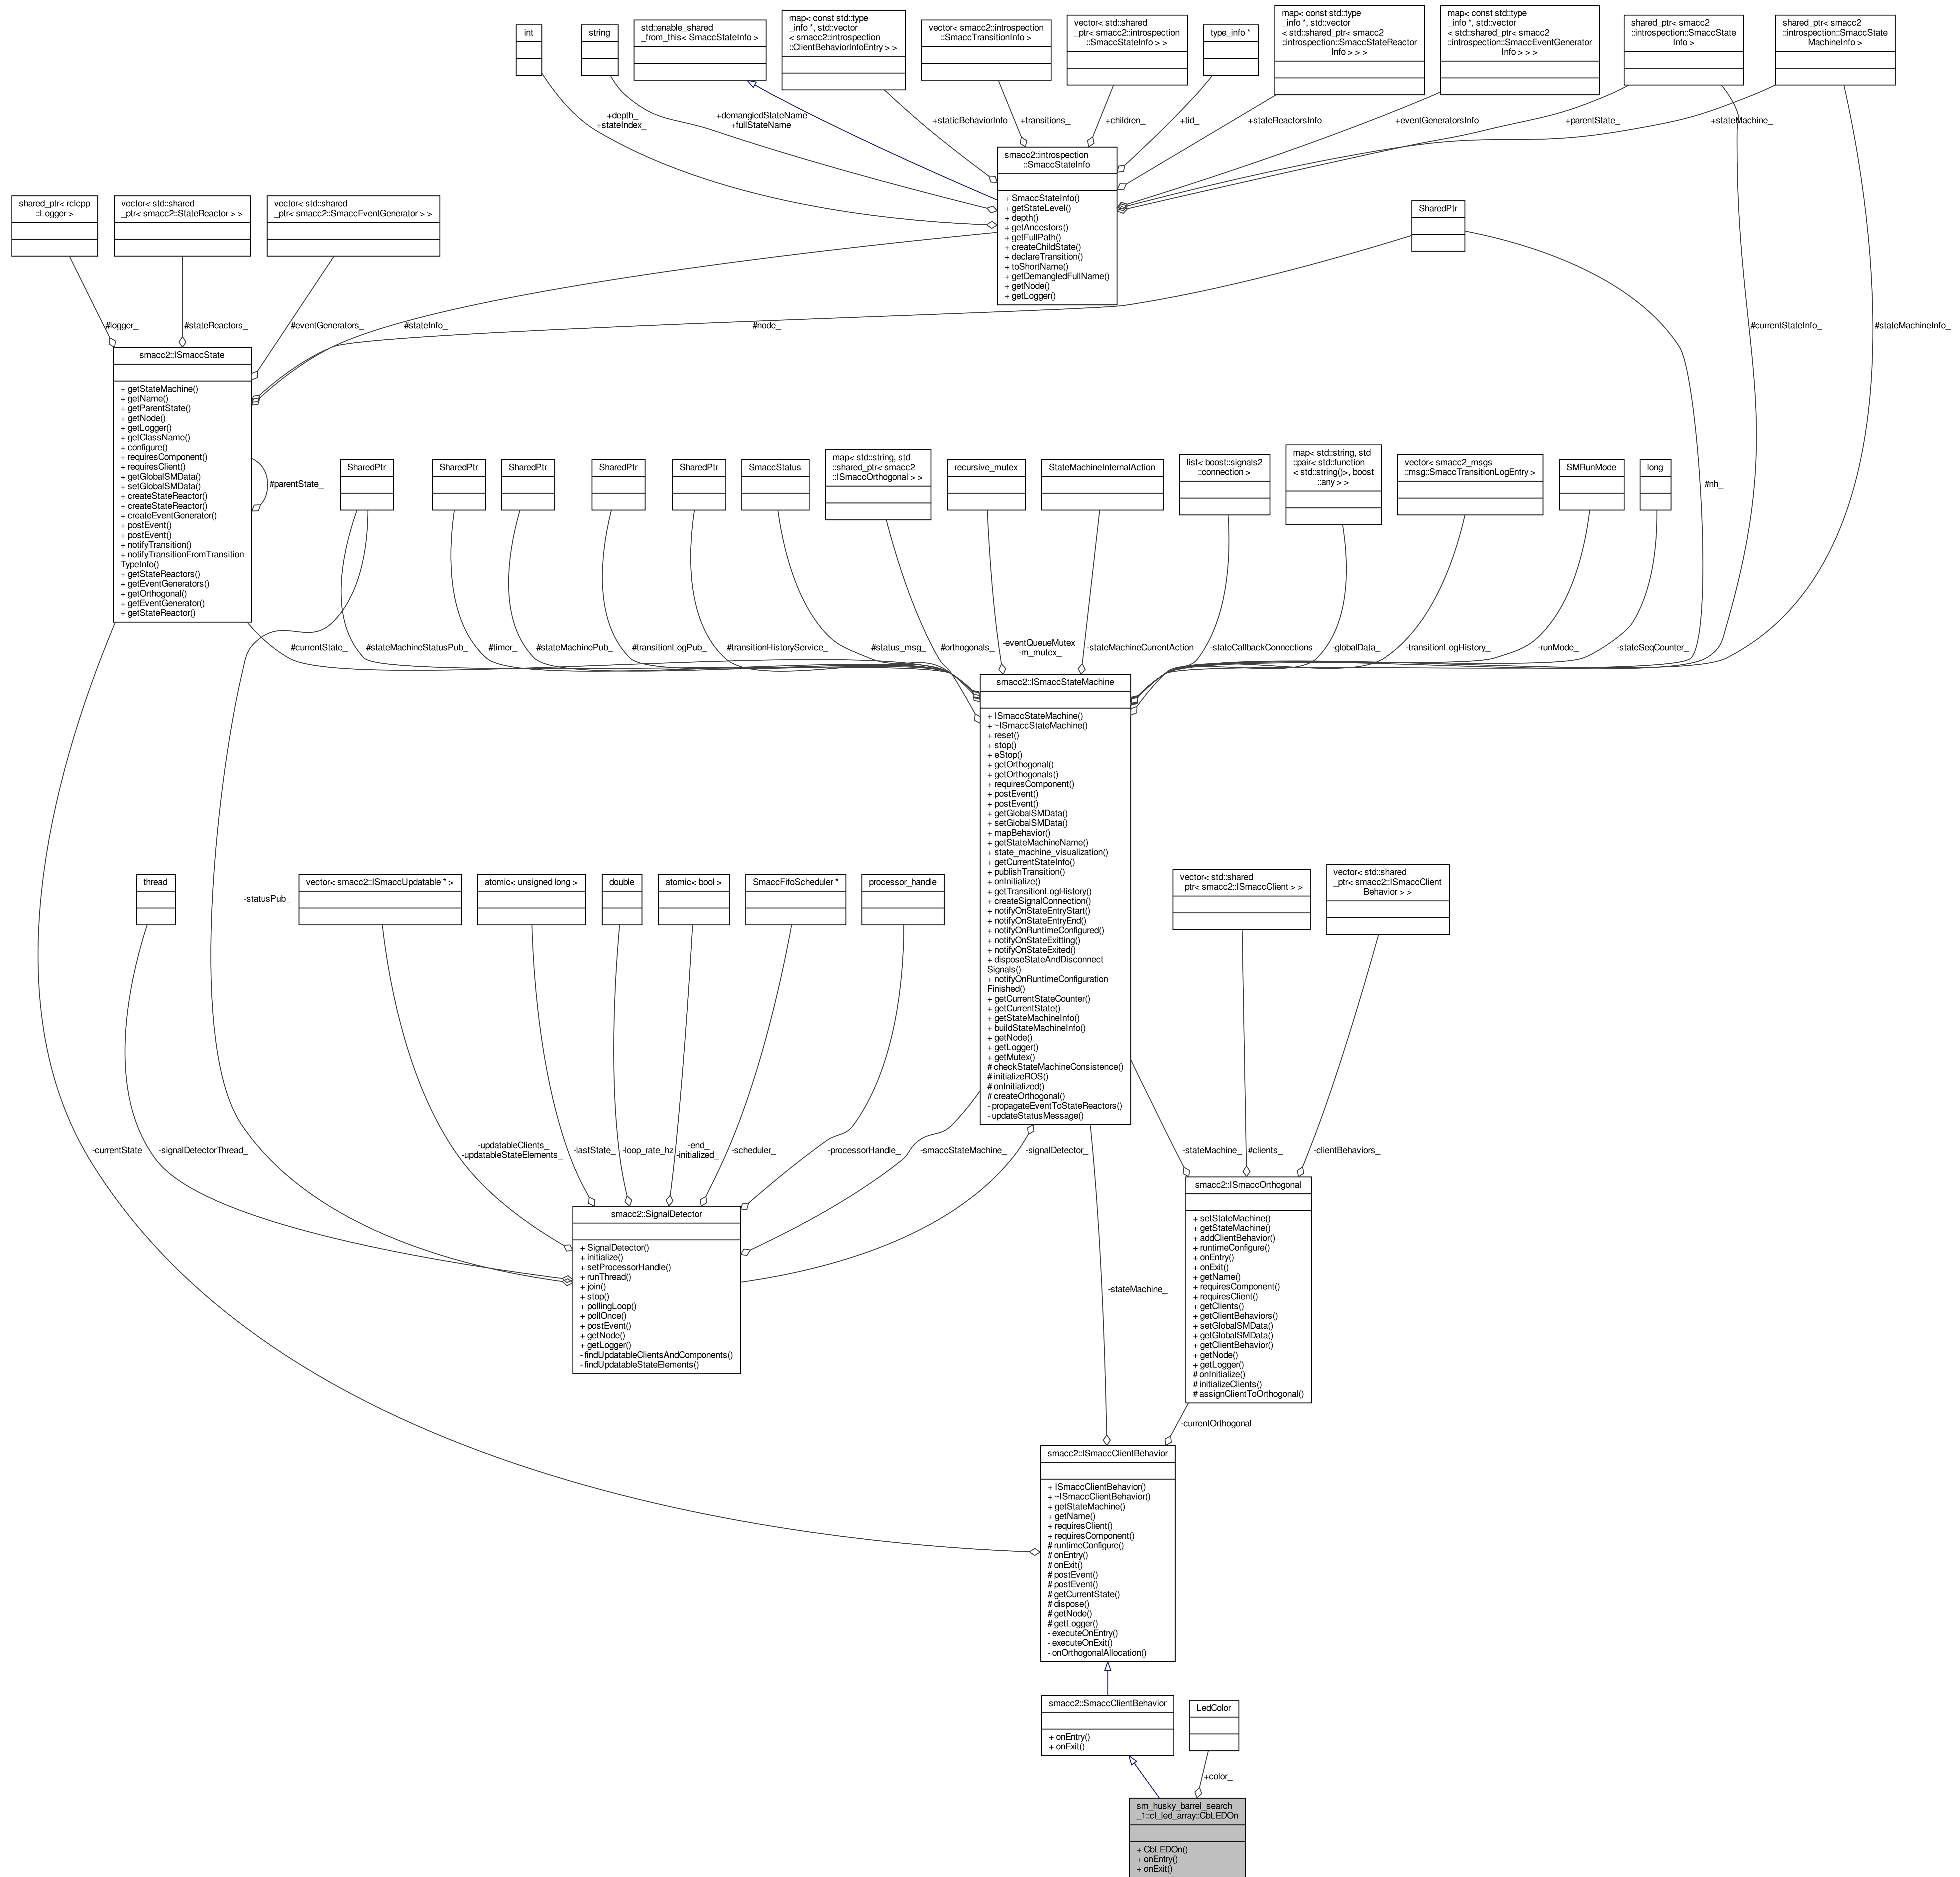 int
string
std::enable_shared
_from_this< SmaccStateInfo >
map< const std::type
_info *, std::vector
< smacc2::introspection
::ClientBehaviorInfoEntry > >
vector< smacc2::introspection
::SmaccTransitionInfo >
vector< std::shared
_ptr< smacc2::introspection
::SmaccStateInfo > >
type_info *
map< const std::type
_info *, std::vector
< std::shared_ptr< smacc2
::introspection::SmaccStateReactor
Info > > >
map< const std::type
_info *, std::vector
< std::shared_ptr< smacc2
::introspection::SmaccEventGenerator
Info > > >
shared_ptr< smacc2
::introspection::SmaccState
Info >
shared_ptr< smacc2
::introspection::SmaccState
MachineInfo >
+depth_
+stateIndex_
+demangledStateName
+fullStateName
+staticBehaviorInfo
+transitions_
+children_
+tid_
+stateReactorsInfo
+eventGeneratorsInfo
+parentState_
+stateMachine_
smacc2::introspection
::SmaccStateInfo
+ SmaccStateInfo()
+ getStateLevel()
+ depth()
+ getAncestors()
+ getFullPath()
+ createChildState()
+ declareTransition()
+ toShortName()
+ getDemangledFullName()
+ getNode()
+ getLogger()
shared_ptr< rclcpp
::Logger >
vector< std::shared
_ptr< smacc2::StateReactor > >
vector< std::shared
_ptr< smacc2::SmaccEventGenerator > >
SharedPtr
#logger_
#stateReactors_
#eventGenerators_
#stateInfo_
#node_
#currentStateInfo_
#stateMachineInfo_
smacc2::ISmaccState
+ getStateMachine()
+ getName()
+ getParentState()
+ getNode()
+ getLogger()
+ getClassName()
+ configure()
+ requiresComponent()
+ requiresClient()
+ getGlobalSMData()
+ setGlobalSMData()
+ createStateReactor()
+ createStateReactor()
+ createEventGenerator()
+ postEvent()
+ postEvent()
+ notifyTransition()
+ notifyTransitionFromTransition
TypeInfo()
+ getStateReactors()
+ getEventGenerators()
+ getOrthogonal()
+ getEventGenerator()
+ getStateReactor()
#parentState_
SharedPtr
SharedPtr
SharedPtr
SharedPtr
SharedPtr
SmaccStatus
map< std::string, std
::shared_ptr< smacc2
::ISmaccOrthogonal > >
recursive_mutex
StateMachineInternalAction
list< boost::signals2
::connection >
map< std::string, std
::pair< std::function
< std::string()>, boost
::any > >
vector< smacc2_msgs
::msg::SmaccTransitionLogEntry >
SMRunMode
long
#nh_
#currentState_
#stateMachineStatusPub_
#timer_
#stateMachinePub_
#transitionLogPub_
#transitionHistoryService_
#status_msg_
#orthogonals_
-eventQueueMutex_
-m_mutex_
-stateMachineCurrentAction
-stateCallbackConnections
-globalData_
-transitionLogHistory_
-runMode_
-stateSeqCounter_
smacc2::ISmaccStateMachine
+ ISmaccStateMachine()
+ ~ISmaccStateMachine()
+ reset()
+ stop()
+ eStop()
+ getOrthogonal()
+ getOrthogonals()
+ requiresComponent()
+ postEvent()
+ postEvent()
+ getGlobalSMData()
+ setGlobalSMData()
+ mapBehavior()
+ getStateMachineName()
+ state_machine_visualization()
+ getCurrentStateInfo()
+ publishTransition()
+ onInitialize()
+ getTransitionLogHistory()
+ createSignalConnection()
+ notifyOnStateEntryStart()
+ notifyOnStateEntryEnd()
+ notifyOnRuntimeConfigured()
+ notifyOnStateExitting()
+ notifyOnStateExited()
+ disposeStateAndDisconnect
Signals()
+ notifyOnRuntimeConfiguration
Finished()
+ getCurrentStateCounter()
+ getCurrentState()
+ getStateMachineInfo()
+ buildStateMachineInfo()
+ getNode()
+ getLogger()
+ getMutex()
# checkStateMachineConsistence()
# initializeROS()
# onInitialized()
# createOrthogonal()
- propagateEventToStateReactors()
- updateStatusMessage()
thread
-statusPub_
vector< smacc2::ISmaccUpdatable * >
atomic< unsigned long >
double
atomic< bool >
SmaccFifoScheduler *
processor_handle
vector< std::shared
_ptr< smacc2::ISmaccClient > >
vector< std::shared
_ptr< smacc2::ISmaccClient
Behavior > >
-currentState
-signalDetectorThread_
-updatableClients_
-updatableStateElements_
-lastState_
-loop_rate_hz
-end_
-initialized_
-scheduler_
-processorHandle_
-smaccStateMachine_
-signalDetector_
-stateMachine_
#clients_
-clientBehaviors_
smacc2::SignalDetector
+ SignalDetector()
+ initialize()
+ setProcessorHandle()
+ runThread()
+ join()
+ stop()
+ pollingLoop()
+ pollOnce()
+ postEvent()
+ getNode()
+ getLogger()
- findUpdatableClientsAndComponents()
- findUpdatableStateElements()
smacc2::ISmaccOrthogonal
+ setStateMachine()
+ getStateMachine()
+ addClientBehavior()
+ runtimeConfigure()
+ onEntry()
+ onExit()
+ getName()
+ requiresComponent()
+ requiresClient()
+ getClients()
+ getClientBehaviors()
+ setGlobalSMData()
+ getGlobalSMData()
+ getClientBehavior()
+ getNode()
+ getLogger()
# onInitialize()
# initializeClients()
# assignClientToOrthogonal()
-stateMachine_
-currentOrthogonal
smacc2::ISmaccClientBehavior
+ ISmaccClientBehavior()
+ ~ISmaccClientBehavior()
+ getStateMachine()
+ getName()
+ requiresClient()
+ requiresComponent()
# runtimeConfigure()
# onEntry()
# onExit()
# postEvent()
# postEvent()
# getCurrentState()
# dispose()
# getNode()
# getLogger()
- executeOnEntry()
- executeOnExit()
- onOrthogonalAllocation()
smacc2::SmaccClientBehavior
+ onEntry()
+ onExit()
LedColor
+color_
sm_husky_barrel_search
_1::cl_led_array::CbLEDOn
+ CbLEDOn()
+ onEntry()
+ onExit()